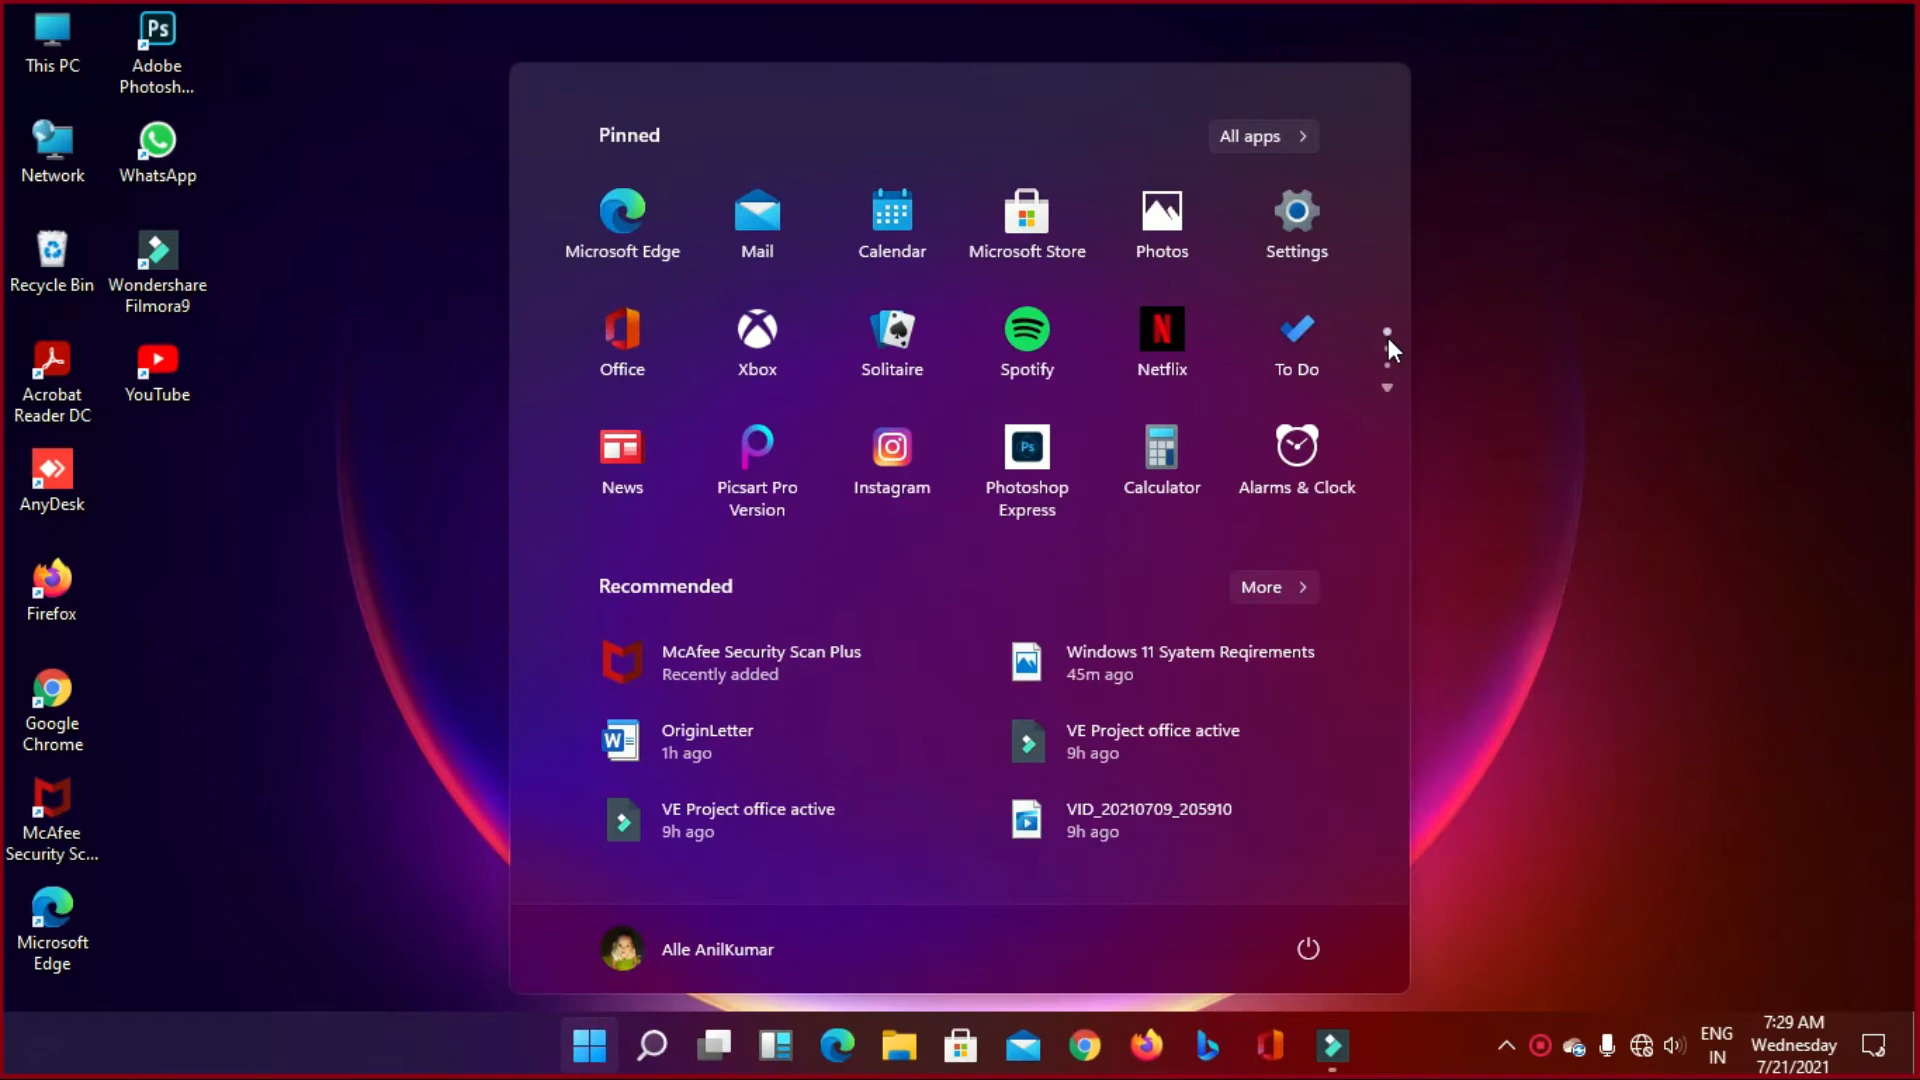 This PC
Ps
Adobe
Photosh...
Network
WhatsApp
Recycle Bin
Wondershare
Filmora9
Acrobat
Reader DC
YouTube
AnyDesk
Firefox
Google
Chrome
McAfee
Security Sc...
Microsoft
Edge
Pinned
All apps
Microsoft Edge
Mail
Calendar
Microsoft Store
Photos
Settings
Office
Xbox
Solitaire
Spotify
N
Netflix
To Do
News
Picsart Pro
Version
Instagram
Ps
Photoshop
Express
Calculator
Alarms & Clock
Recommended
More
McAfee Security Scan Plus
Recently added
Windows 11 Syatem Reqirements
45m ago
W
OriginLetter
1h ago
VE Project office active
9h ago
VE Project office active
9h ago
VID_20210709_205910
9h ago
Alle AnilKumar
ENG
IN
7:29 AM
Wednesday
7/21/2021